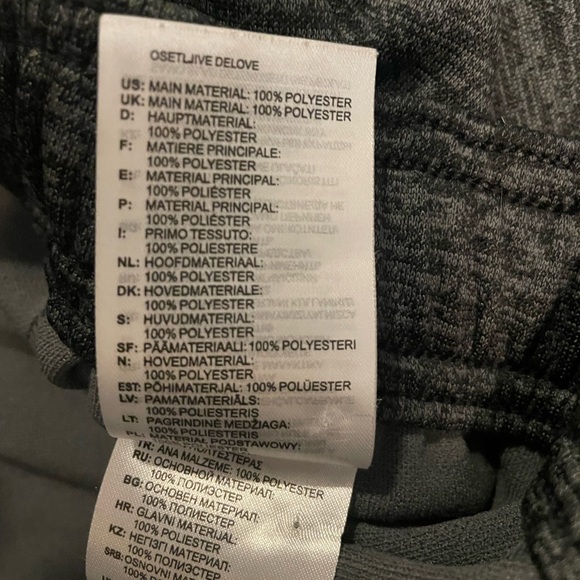 OSETLJIVE DELOVE
US: MAIN MATERIAL: 100% POLYESTER
UK: MAIN MATERIAL: 100% POLYESTER
D: HAUPTMATERIAL:
100% POLYESTER
F: MATIERE PRINCIPALE:
100% POLYESTER
E: MATERIAL PRINCIPAL:
100% POLIÉSTER
P: MATERIAL PRINCIPAL:
100% POLIÉSTER
I: PRIMO TESSUTO:
100% POLIESTERE
NL: HOOFDMATERIAAL:
100% POLYESTER
DK: HOVEDMATERIALE:
100% POLYESTER
S: HUVUDMATERIAL:
100% POLYESTER
SF: PÄÄMATERIAALI: 100% POLYESTERI
N: HOVEDMATERIAL:
100% POLYESTER
EST: PÕHIMATERJAL: 100% POLÜESTER
LV: PAMATMATERIĀLS:
100% POLIESTERIS
LT: PAGRINDINĖ MEDŽIAGA:
100% POLIESTERIS
PL: MATERIAŁ PODSTAWOWY:
TR: ANA MALZEME: 100% POLYESTER
RU: ОСНОВНОЙ МАТЕРИАЛ:
100% ПОЛИЭСТЕР
BG: ОСНОВЕН МАТЕРИАЛ:
100% ПОЛИЕСТЕР
HR: GLAVNI MATERIJAL:
100% POLIESTER
KZ: НЕГІЗГІ МАТЕРИАЛ:
100% ПОЛИЭСТЕР
SRB: OSNOVNI MATERIJAL: